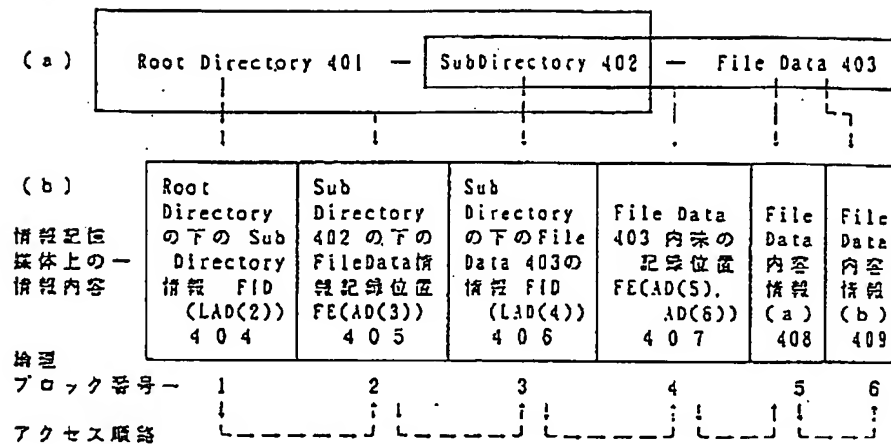 (a) Root Directory 401 — SubDirectory 402 — File Data 403
(b)
情報記憶
媒体上の—
情報内容
Root
Directory
の下の Sub
Directory
情報 FID
(LAD(2))
404
Sub
Directory
402 の下の
FileData情
報記録位置
FE(AD(3))
405
Sub
Directory
の下のFile
Data 403の
情報 FID
(LAD(4))
406
File Data
403 内容の
記録位置
FE(AD(5),
AD(6))
407
File
Data
内容
情報
(a)
408
File
Data
内容
情報
(b)
409
論理
ブロック番号— 1 2 3 4 5 6
アクセス順路